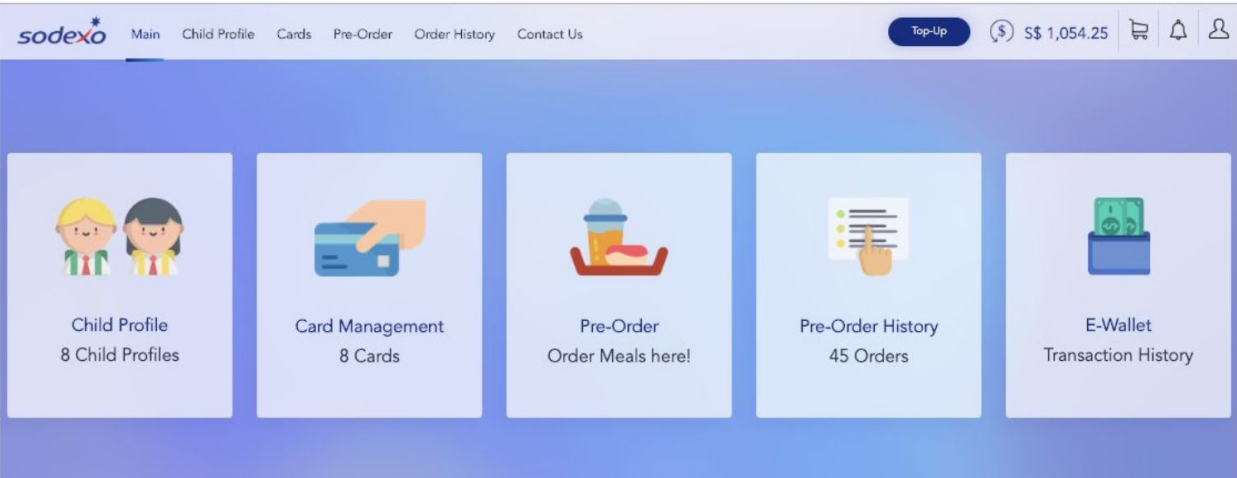 sodexo Main Child Profile Cards Pre-Order Order History Contact Us Top-Up S$ 1,054.25
Child Profile
8 Child Profiles
Card Management
8 Cards
Pre-Order
Order Meals here!
Pre-Order History
45 Orders
E-Wallet
Transaction History